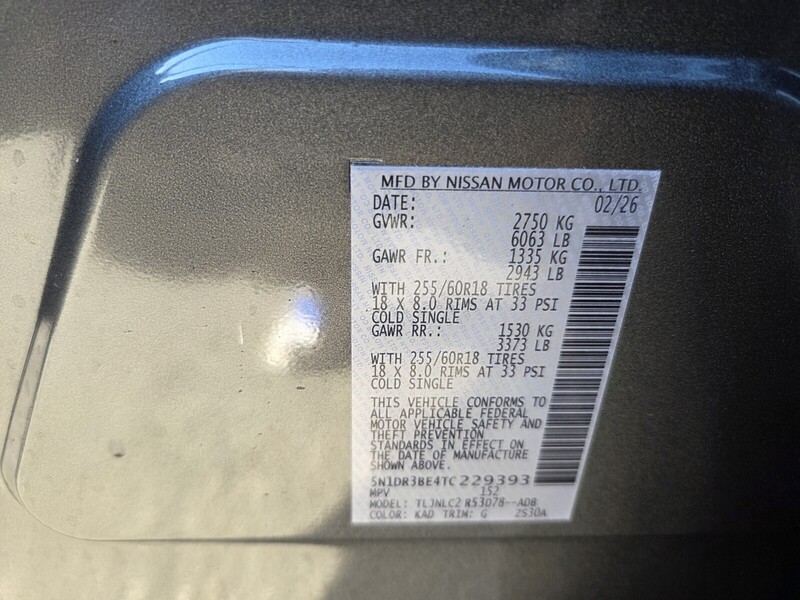 MFD BY NISSAN MOTOR CO., LTD.
DATE: 02/26
GVWR: 2750 KG
6063 LB
GAWR FR.: 1335 KG
2943 LB
WITH 255/60R18 TIRES
18 X 8.0 RIMS AT 33 PSI
COLD SINGLE
GAWR RR.: 1530 KG
3373 LB
WITH 255/60R18 TIRES
18 X 8.0 RIMS AT 33 PSI
COLD SINGLE
THIS VEHICLE CONFORMS TO
ALL APPLICABLE FEDERAL
MOTOR VEHICLE SAFETY AND
THEFT PREVENTION
STANDARDS IN EFFECT ON
THE DATE OF MANUFACTURE
SHOWN ABOVE.
5N1DR3BE4TC229393
MPV 152
MODEL: TLJNLC2 R53078--ADB
COLOR: KAD TRIM: G 2S30A